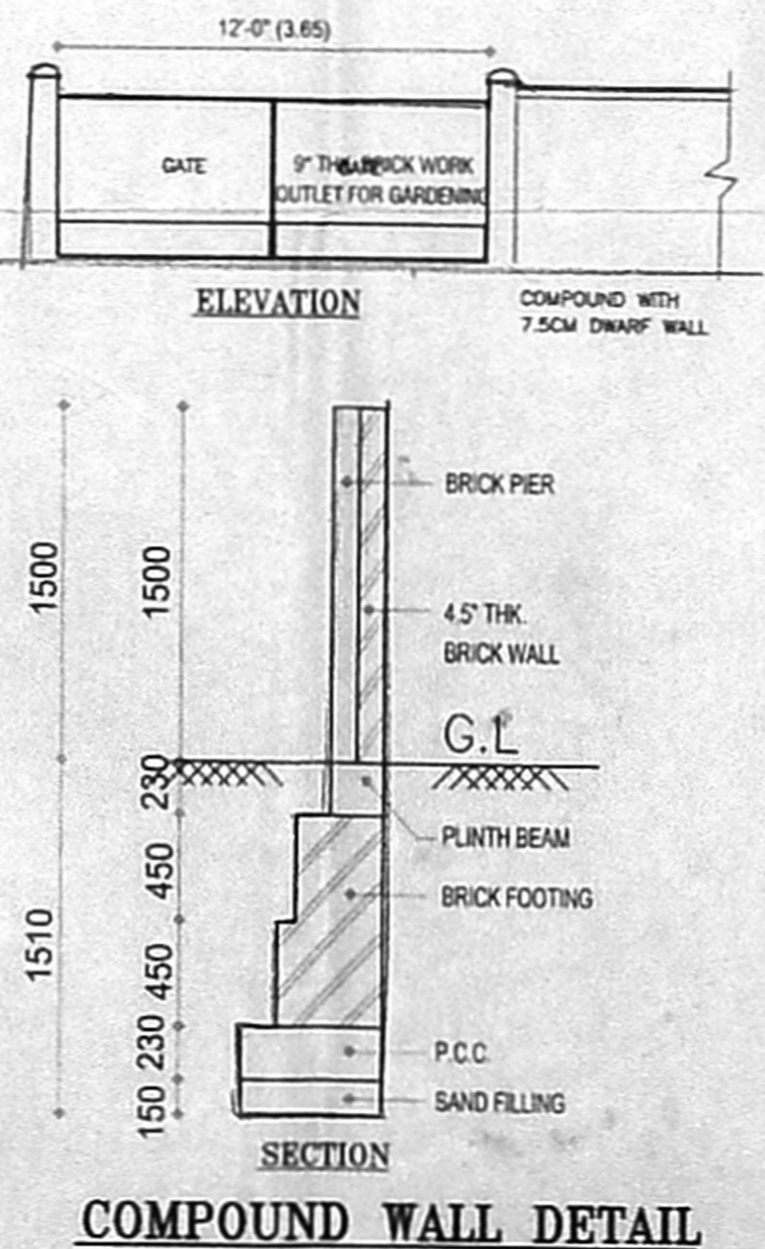 12'-0" (3.65)
GATE
9" THK. BRICK WORK
OUTLET FOR GARDENING
ELEVATION
COMPOUND WITH
7.5CM DWARF WALL
1500
1500
BRICK PIER
4.5" THK.
BRICK WALL
G.L
230
PLINTH BEAM
450
BRICK FOOTING
1510
450
230
P.C.C.
150
SAND FILLING
SECTION
COMPOUND WALL DETAIL